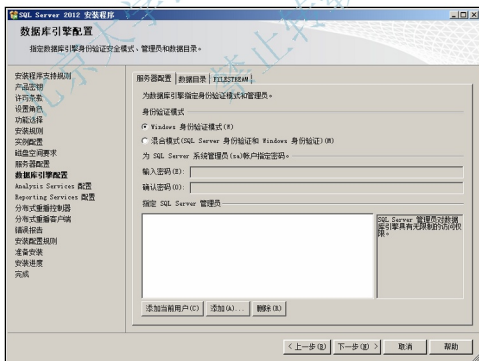 SQL Server 2012 安装程序
数据库引擎配置
指定数据库引擎身份验证安全模式、管理员和数据目录。
安装程序支持规则
产品密钥
许可条款
设置角色
功能选择
安装规则
实例配置
磁盘空间要求
服务器配置
数据库引擎配置
Analysis Services 配置
Reporting Services 配置
分布式重播控制器
分布式重播客户端
错误报告
安装配置规则
准备安装
安装进度
完成
服务器配置 数据目录 FILESTREAM
为数据库引擎指定身份验证模式和管理员。
身份验证模式
Windows 身份验证模式(W)
混合模式(SQL Server 身份验证和 Windows 身份验证)(M)
为 SQL Server 系统管理员(sa)帐户指定密码。
输入密码(E):
确认密码(O):
指定 SQL Server 管理员
SQL Server 管理员对数据库引擎具有无限制的访问权限。
添加当前用户(C) 添加(A)... 删除(R)
< 上一步(B) 下一步(N) > 取消 帮助